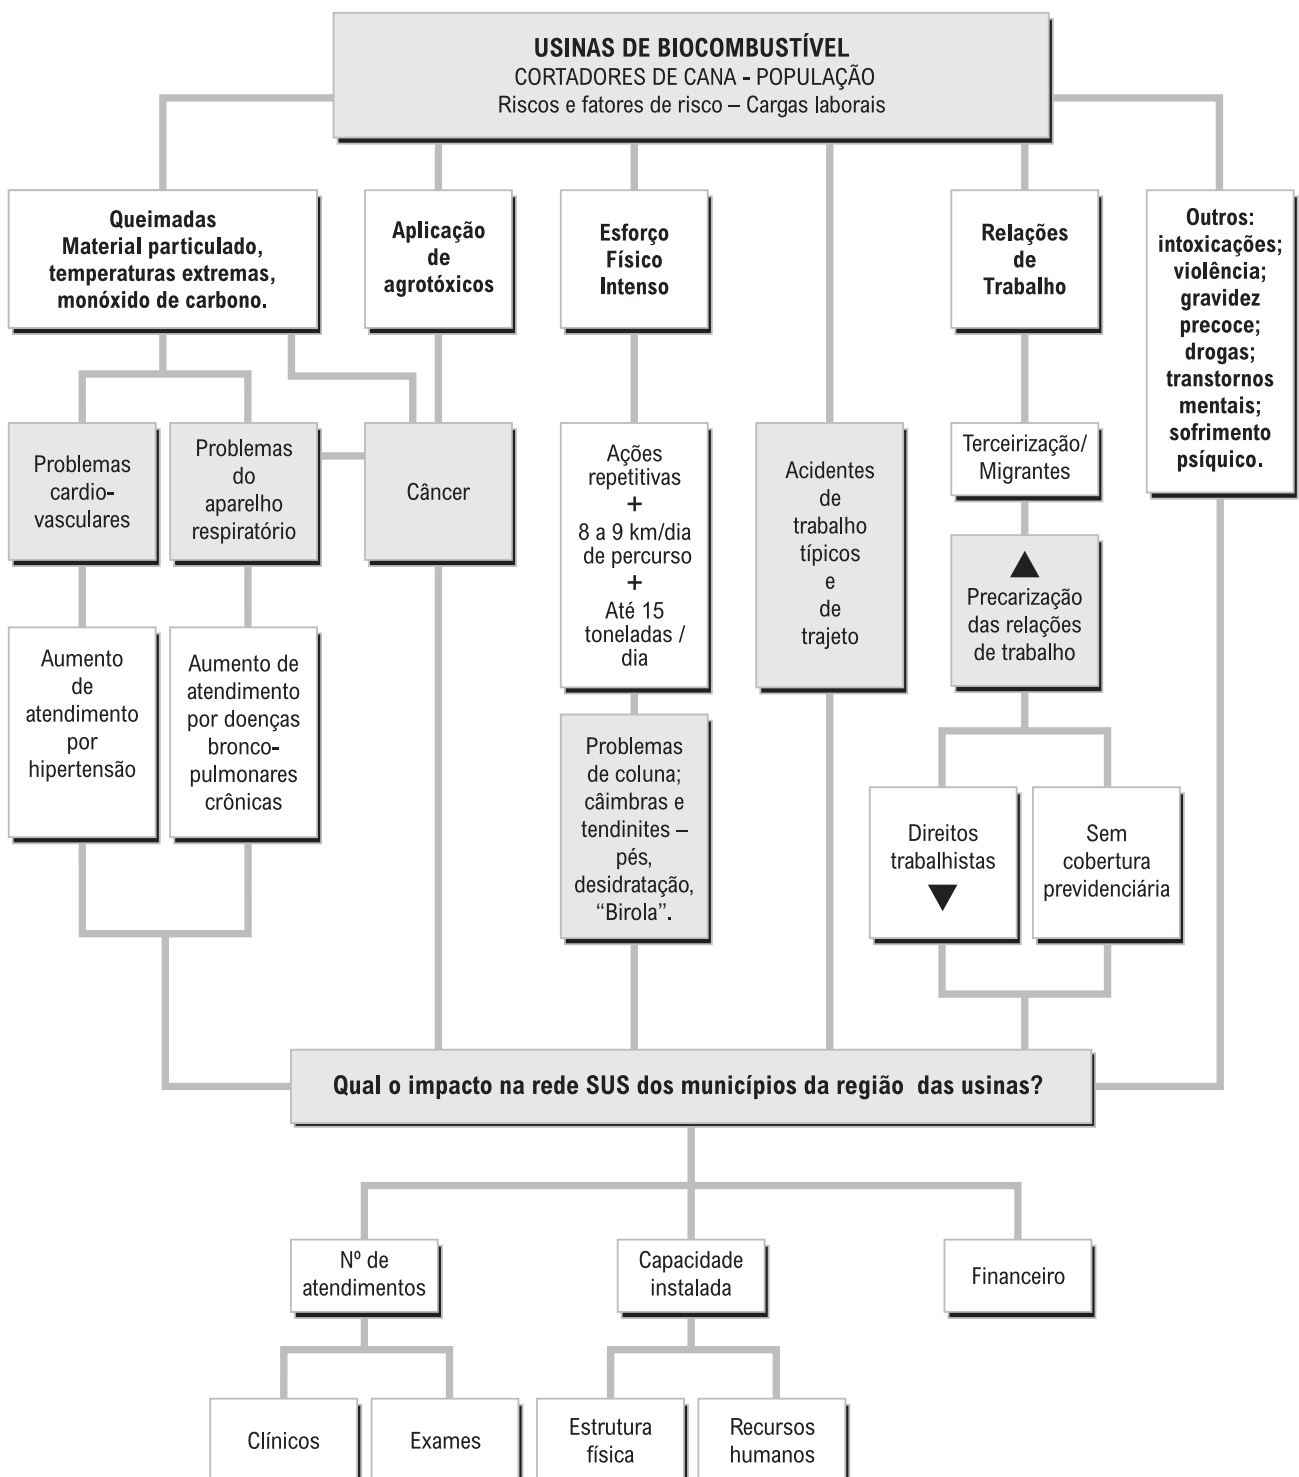 USINAS DE BIOCOMBUSTÍVEL
CORTADORES DE CANA - POPULAÇÃO
Riscos e fatores de risco – Cargas laborais
Queimadas
Material particulado,
temperaturas extremas,
monóxido de carbono.
Aplicação
de
agrotóxicos
Esforço
Físico
Intenso
Relações
de
Trabalho
Outros:
intoxicações;
violência;
gravidez
precoce;
drogas;
transtornos
mentais;
sofrimento
psíquico.
Problemas
cardio-
vasculares
Problemas
do
aparelho
respiratório
Câncer
Ações
repetitivas
+
8 a 9 km/dia
de percurso
+
Até 15
toneladas /
dia
Acidentes
de
trabalho
típicos
e
de
trajeto
Terceirização/
Migrantes
▲
Precarização
das relações
de trabalho
Aumento
de
atendimento
por
hipertensão
Aumento de
atendimento
por doenças
bronco-
pulmonares
crônicas
Problemas
de coluna;
câimbras e
tendinites –
pés,
desidratação,
“Birola”.
Direitos
trabalhistas
▼
Sem
cobertura
previdenciária
Qual o impacto na rede SUS dos municípios da região das usinas?
Nº de
atendimentos
Capacidade
instalada
Financeiro
Clínicos
Exames
Estrutura
física
Recursos
humanos